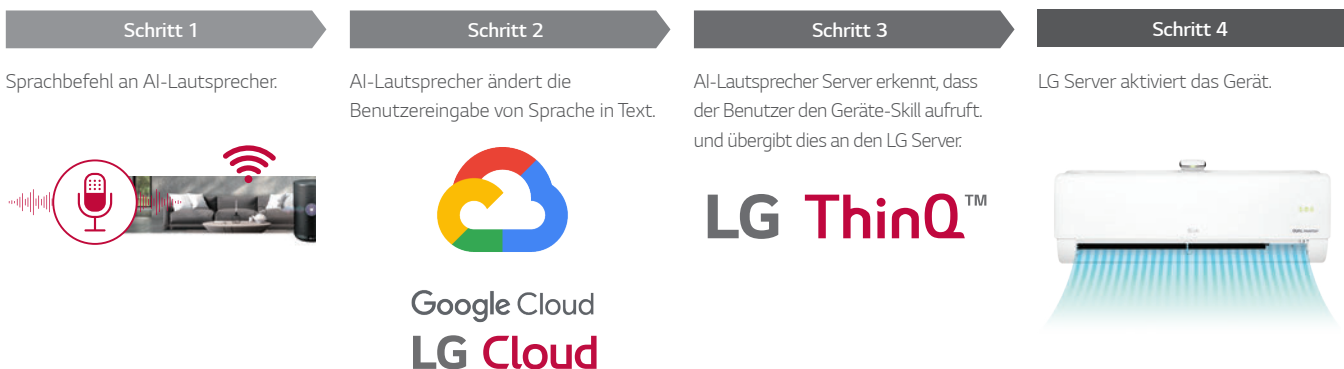 Schritt 1
Sprachbefehl an AI-Lautsprecher.
Schritt 2
AI-Lautsprecher ändert die
Benutzereingabe von Sprache in Text.
Google Cloud
LG Cloud
Schritt 3
AI-Lautsprecher Server erkennt, dass
der Benutzer den Geräte-Skill aufruft.
und übergibt dies an den LG Server.
LG ThinQ™
Schritt 4
LG Server aktiviert das Gerät.